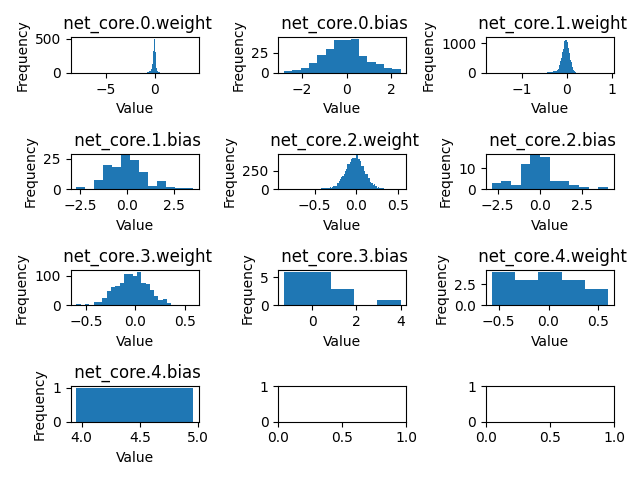 net_core.0.weight
Frequency
500
0
−5
0
Value
net_core.0.bias
Frequency
25
0
−2
0
2
Value
net_core.1.weight
Frequency
1000
0
−1
0
1
Value
net_core.1.bias
Frequency
25
0
−2.5
0.0
2.5
Value
net_core.2.weight
Frequency
250
0
−0.5
0.0
0.5
Value
net_core.2.bias
Frequency
10
0
−2.5
0.0
2.5
Value
net_core.3.weight
Frequency
100
0
−0.5
0.0
0.5
Value
net_core.3.bias
Frequency
5
0
0
2
4
Value
net_core.4.weight
Frequency
2.5
0.0
−0.5
0.0
0.5
Value
net_core.4.bias
Frequency
1
0
4.0
4.5
5.0
Value
1
0
0.0
0.5
1.0
1
0
0.0
0.5
1.0